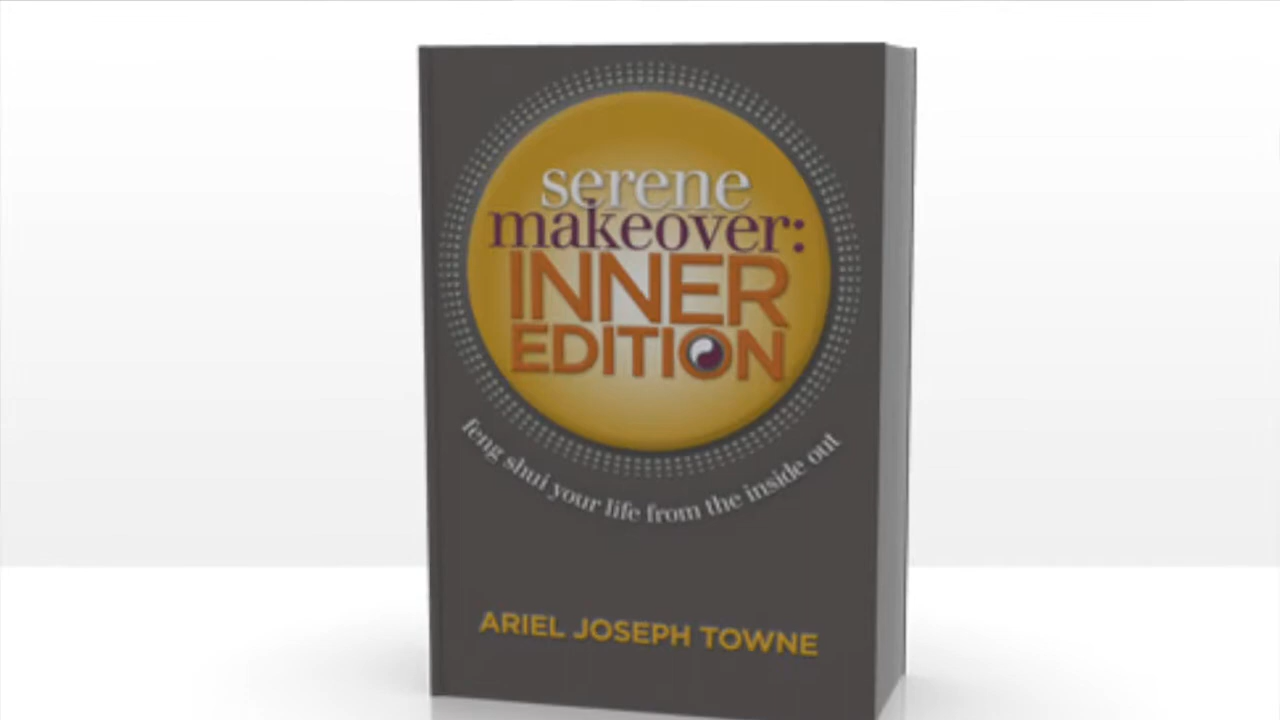 serene
makeover:
INNER
EDITION
feng shui your life from the inside out
ARIEL JOSEPH TOWNE